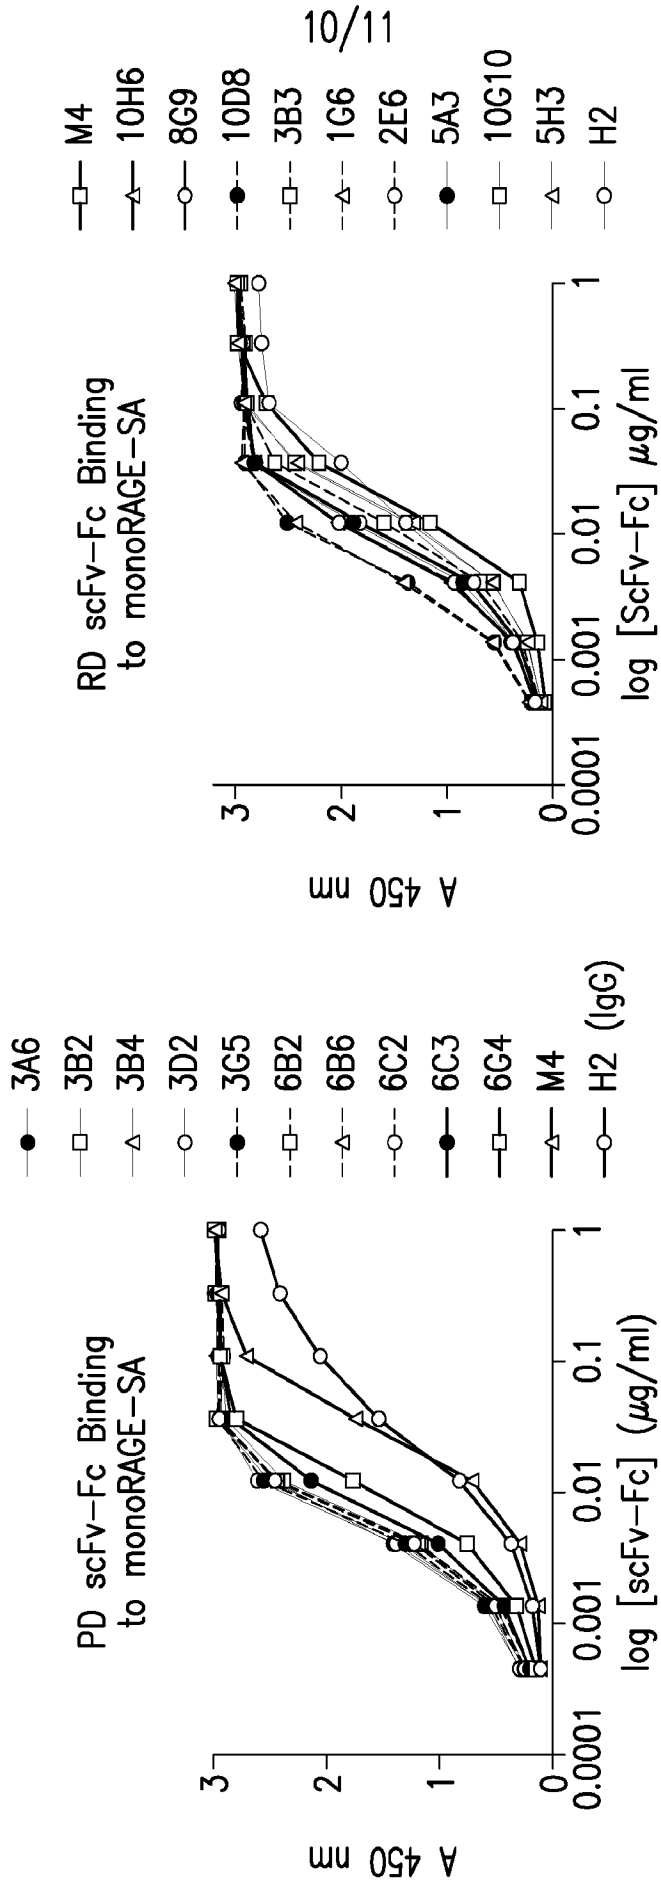 PD scFv-Fc Binding
to monoRAGE-SA
A 450 nm
3
2
1
0
0.0001
0.001
0.01
0.1
1
log [scFv-Fc] (µg/ml)
3A6
3B2
3B4
3D2
3G5
6B2
6B6
6C2
6C3
6G4
M4
H2 (IgG)
RD scFv-Fc Binding
to monoRAGE-SA
A 450 nm
3
2
1
0
0.0001
0.001
0.01
0.1
1
log [ScFv-Fc] µg/ml
M4
10H6
8G9
10D8
3B3
1G6
2E6
5A3
10G10
5H3
H2
10/11